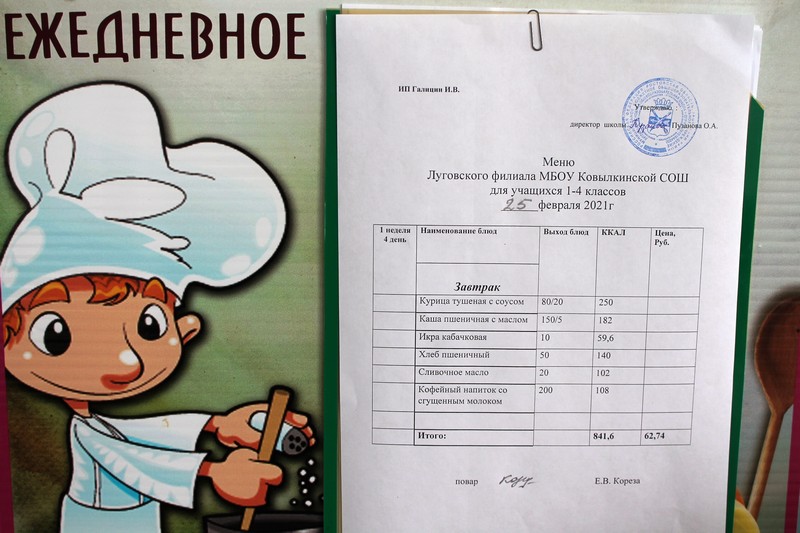 ЕЖЕДНЕВНОЕ
ИП Галицин И.В.
Утверждаю
директор школы Пузанова О.А.
Меню
Луговского филиала МБОУ Ковылкинской СОШ
для учащихся 1-4 классов
25 февраля 2021г
1 неделя 4 день Наименование блюд Выход блюд ККАЛ Цена, Руб.
Завтрак
Курица тушеная с соусом 80/20 250
Каша пшеничная с маслом 150/5 182
Икра кабачковая 10 59,6
Хлеб пшеничный 50 140
Сливочное масло 20 102
Кофейный напиток со 200 108
сгущенным молоком
Итого: 841,6 62,74
повар Е.В. Кореза